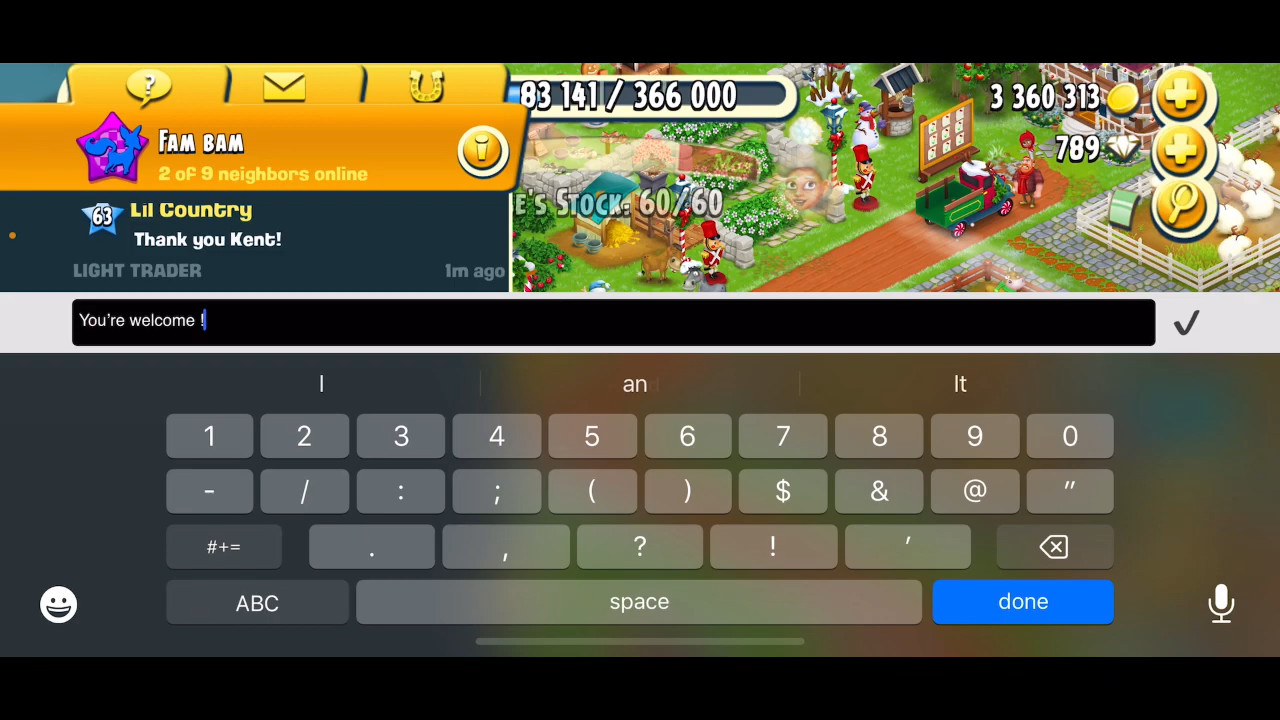 ?
83 141 / 366 000
3 360 313
789
Fam bam
2 of 9 neighbors online
i
E's Stock: 60/60
63
Lil Country
Thank you Kent!
LIGHT TRADER
1m ago
You're welcome !
I
an
It
1 2 3 4 5 6 7 8 9 0
- / : ; ( ) $ & @ "
#+= . , ? ! '
ABC
space
done